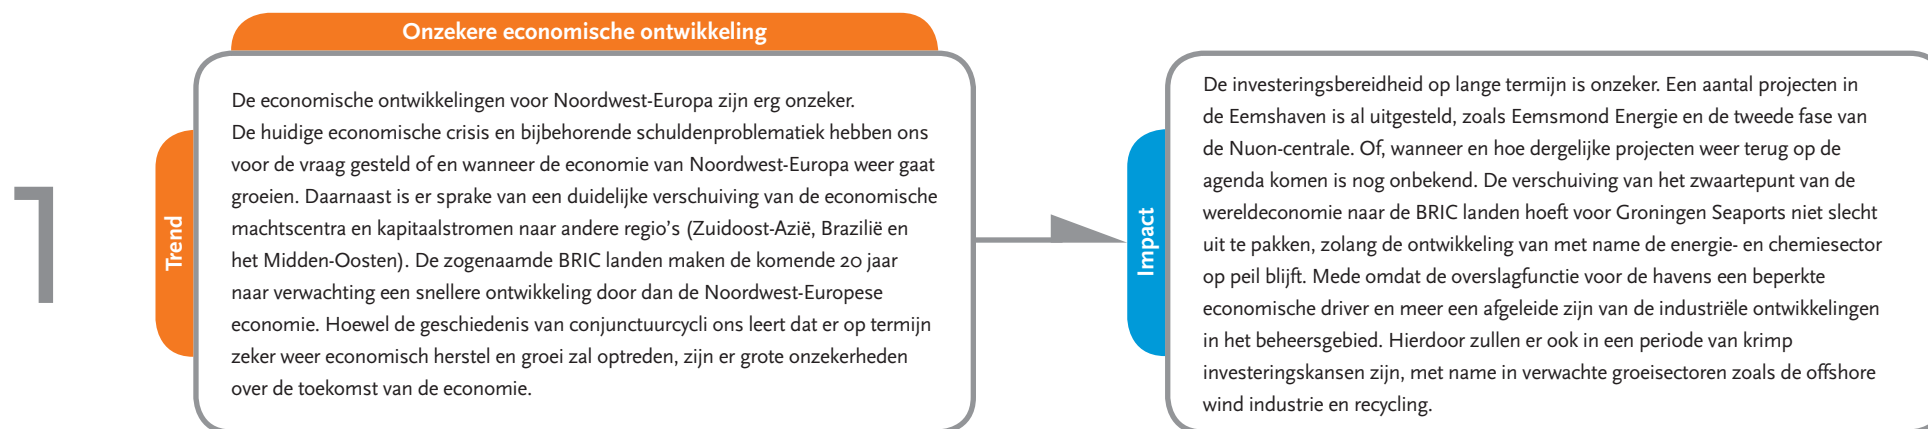 1
Onzekere economische ontwikkeling
Trend
De economische ontwikkelingen voor Noordwest-Europa zijn erg onzeker.
De huidige economische crisis en bijbehorende schuldenproblematiek hebben ons
voor de vraag gesteld of en wanneer de economie van Noordwest-Europa weer gaat
groeien. Daarnaast is er sprake van een duidelijke verschuiving van de economische
machtscentra en kapitaalstromen naar andere regio's (Zuidoost-Azië, Brazilië en
het Midden-Oosten). De zogenaamde BRIC landen maken de komende 20 jaar
naar verwachting een snellere ontwikkeling door dan de Noordwest-Europese
economie. Hoewel de geschiedenis van conjunctuurcycli ons leert dat er op termijn
zeker weer economisch herstel en groei zal optreden, zijn er grote onzekerheden
over de toekomst van de economie.
Impact
De investeringsbereidheid op lange termijn is onzeker. Een aantal projecten in
de Eemshaven is al uitgesteld, zoals Eemsmond Energie en de tweede fase van
de Nuon-centrale. Of, wanneer en hoe dergelijke projecten weer terug op de
agenda komen is nog onbekend. De verschuiving van het zwaartepunt van de
wereldeconomie naar de BRIC landen hoeft voor Groningen Seaports niet slecht
uit te pakken, zolang de ontwikkeling van met name de energie- en chemiesector
op peil blijft. Mede omdat de overslagfunctie voor de havens een beperkte
economische driver en meer een afgeleide zijn van de industriële ontwikkelingen
in het beheersgebied. Hierdoor zullen er ook in een periode van krimp
investeringskansen zijn, met name in verwachte groeisectoren zoals de offshore
wind industrie en recycling.